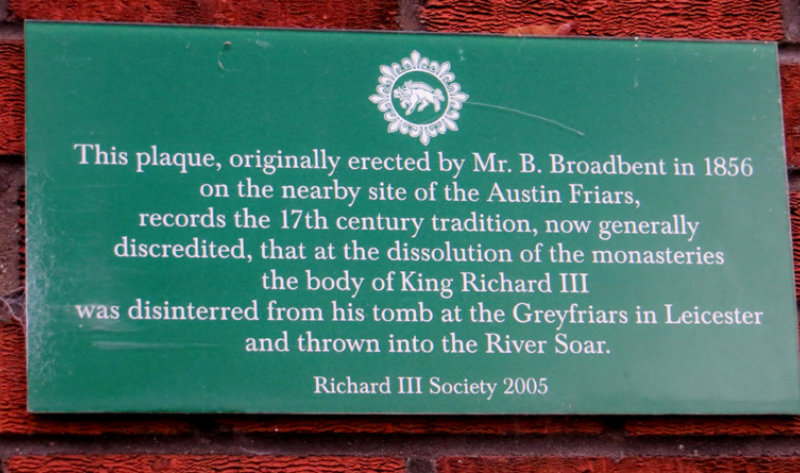 This plaque, originally erected by Mr. B. Broadbent in 1856
on the nearby site of the Austin Friars,
records the 17th century tradition, now generally
discredited, that at the dissolution of the monasteries
the body of King Richard III
was disinterred from his tomb at the Greyfriars in Leicester
and thrown into the River Soar.
Richard III Society 2005